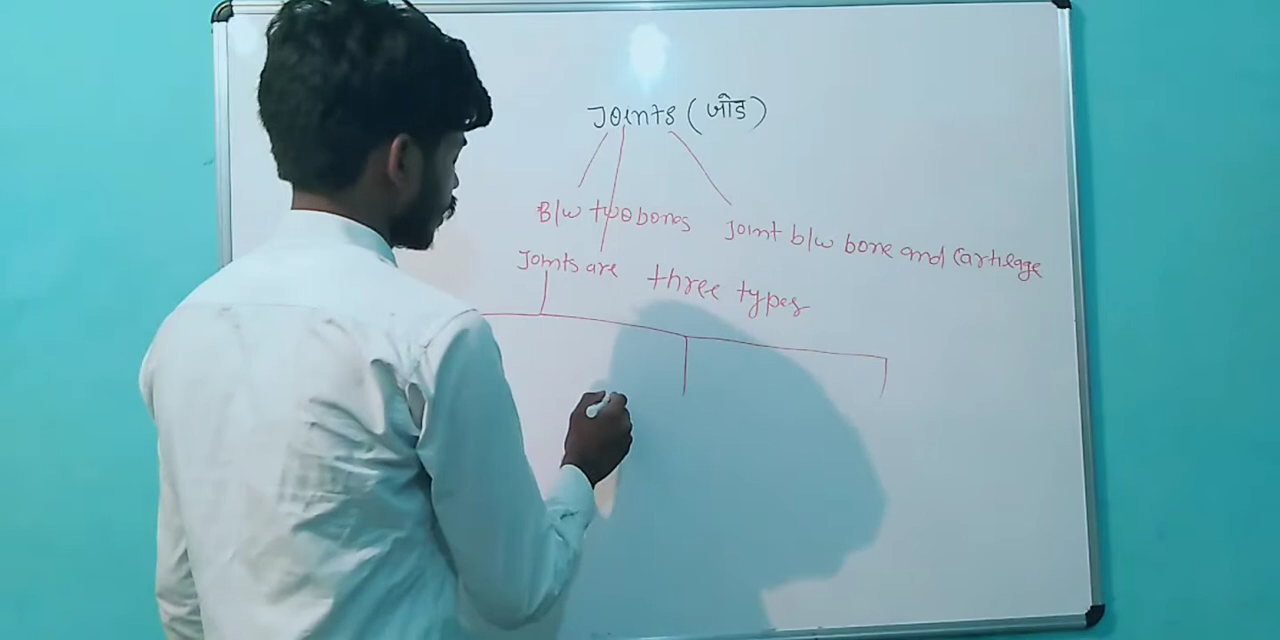 Joints (जोड)
B/w two bones Joint b/w bone and Cartilage
Joints are three types